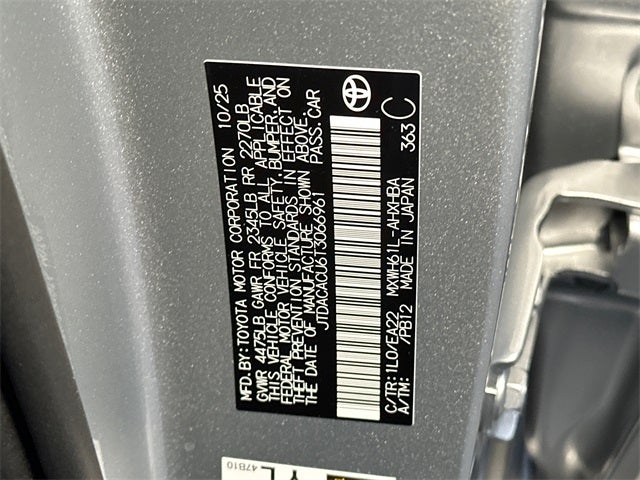 MFD.BY:TOYOTA MOTOR CORPORATION 10/25
GVWR 4475LB GAWR FR 2345LB RR 2270LB
THIS VEHICLE CONFORMS TO ALL APPLICABLE
FEDERAL MOTOR VEHICLE SAFETY, BUMPER, AND
THEFT PREVENTION STANDARDS IN EFFECT ON
THE DATE OF MANUFACTURE SHOWN ABOVE.
JTDACACU6T3066961 PASS.CAR
C/TR:1L0/EA22 MXWH61L-AHXHBA
A/TM: /PB12 MADE IN JAPAN 363 C
47B10